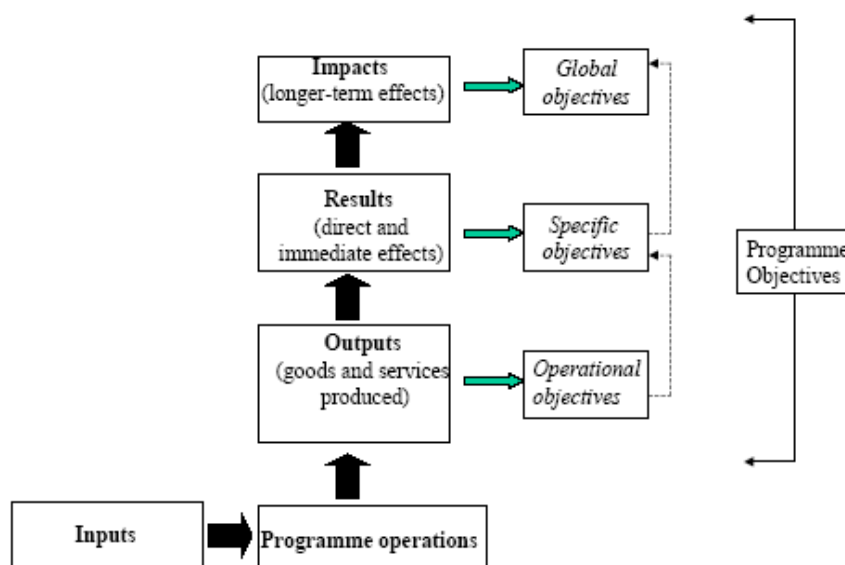 Impacts
(longer-term effects)
Global
objectives
Results
(direct and
immediate effects)
Specific
objectives
Programme
Objectives
Outputs
(goods and services
produced)
Operational
objectives
Inputs
Programme operations